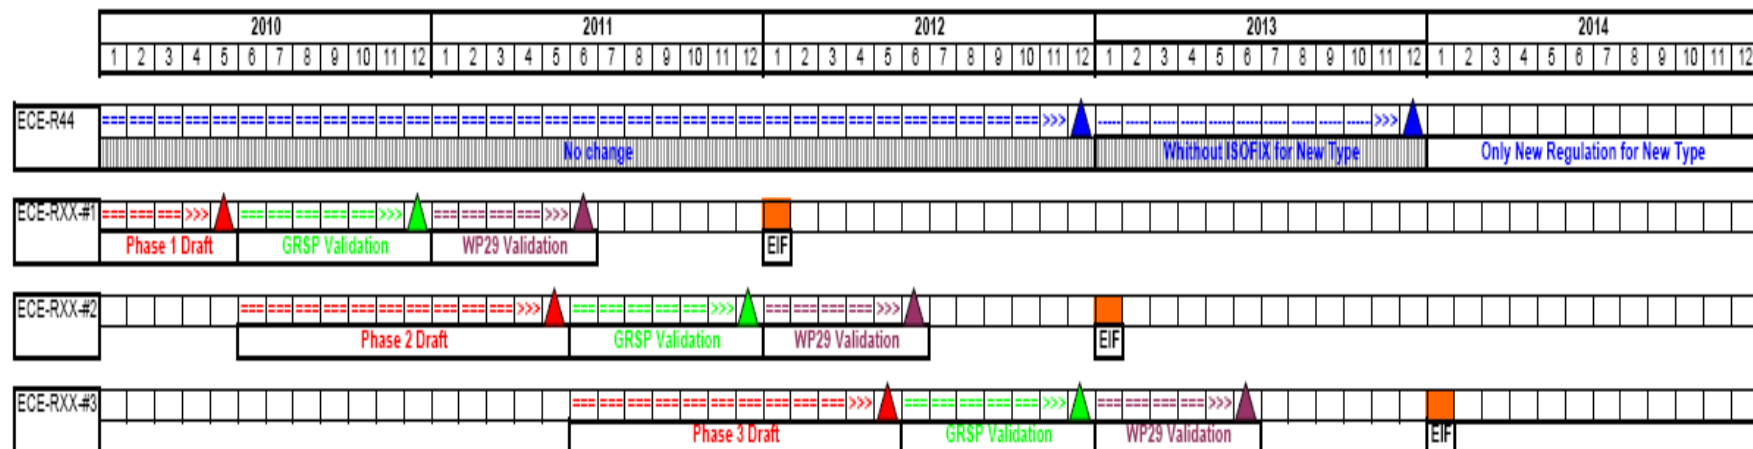 2010 2011 2012 2013 2014
1 2 3 4 5 6 7 8 9 10 11 12 1 2 3 4 5 6 7 8 9 10 11 12 1 2 3 4 5 6 7 8 9 10 11 12 1 2 3 4 5 6 7 8 9 10 11 12 1 2 3 4 5 6 7 8 9 10 11 12
ECE-R44 === === === === === === === === === === === === === === === === === === === === === === === === === === === === === === === === === === >>> ---- ---- ---- ---- ---- ---- ---- ---- ---- ---- >>>
No change Whithout ISOFIX for New Type Only New Regulation for New Type
ECE-RXX-#1 === === === >>> === === === === === >>> === === === === >>>
Phase 1 Draft GRSP Validation WP29 Validation EIF
ECE-RXX-#2 === === === === === === === === === === >>> === === === === === >>> === === === === >>>
Phase 2 Draft GRSP Validation WP29 Validation EIF
ECE-RXX-#3 === === === === === === === === === === >>> === === === === === >>> === === === === >>>
Phase 3 Draft GRSP Validation WP29 Validation EIF